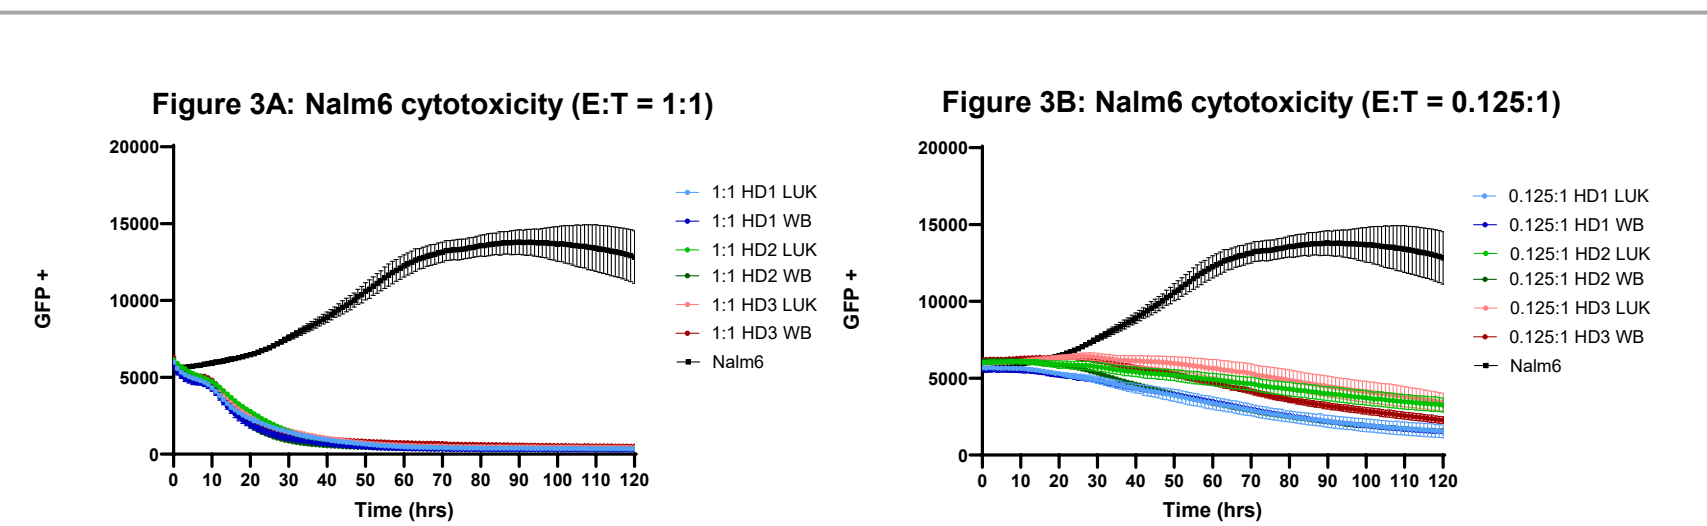 Figure 3A: Nalm6 cytotoxicity (E:T = 1:1)
20000
15000
10000
5000
0
GFP +
0 10 20 30 40 50 60 70 80 90 100 110 120
Time (hrs)
1:1 HD1 LUK
1:1 HD1 WB
1:1 HD2 LUK
1:1 HD2 WB
1:1 HD3 LUK
1:1 HD3 WB
Nalm6
Figure 3B: Nalm6 cytotoxicity (E:T = 0.125:1)
20000
15000
10000
5000
0
GFP +
0 10 20 30 40 50 60 70 80 90 100 110 120
Time (hrs)
0.125:1 HD1 LUK
0.125:1 HD1 WB
0.125:1 HD2 LUK
0.125:1 HD2 WB
0.125:1 HD3 LUK
0.125:1 HD3 WB
Nalm6